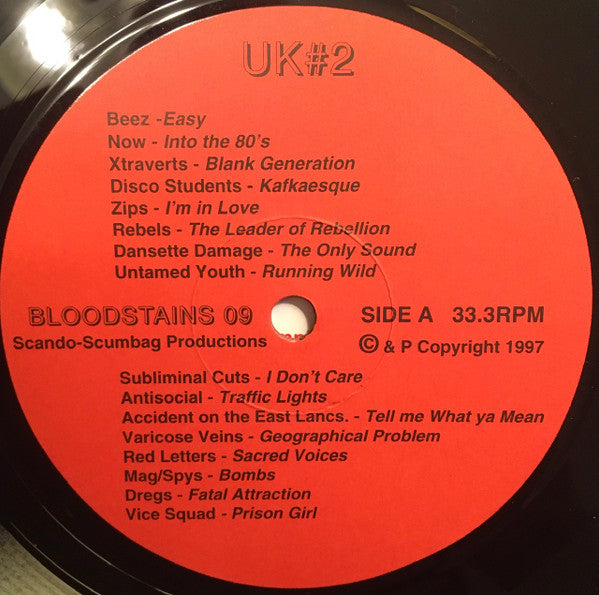 UK#2
Beez -Easy
Now - Into the 80's
Xtraverts - Blank Generation
Disco Students - Kafkaesque
Zips - I'm in Love
Rebels - The Leader of Rebellion
Dansette Damage - The Only Sound
Untamed Youth - Running Wild
BLOODSTAINS 09
SIDE A 33.3RPM
Scando-Scumbag Productions
© & P Copyright 1997
Subliminal Cuts - I Don't Care
Antisocial - Traffic Lights
Accident on the East Lancs. - Tell me What ya Mean
Varicose Veins - Geographical Problem
Red Letters - Sacred Voices
Mag/Spys - Bombs
Dregs - Fatal Attraction
Vice Squad - Prison Girl